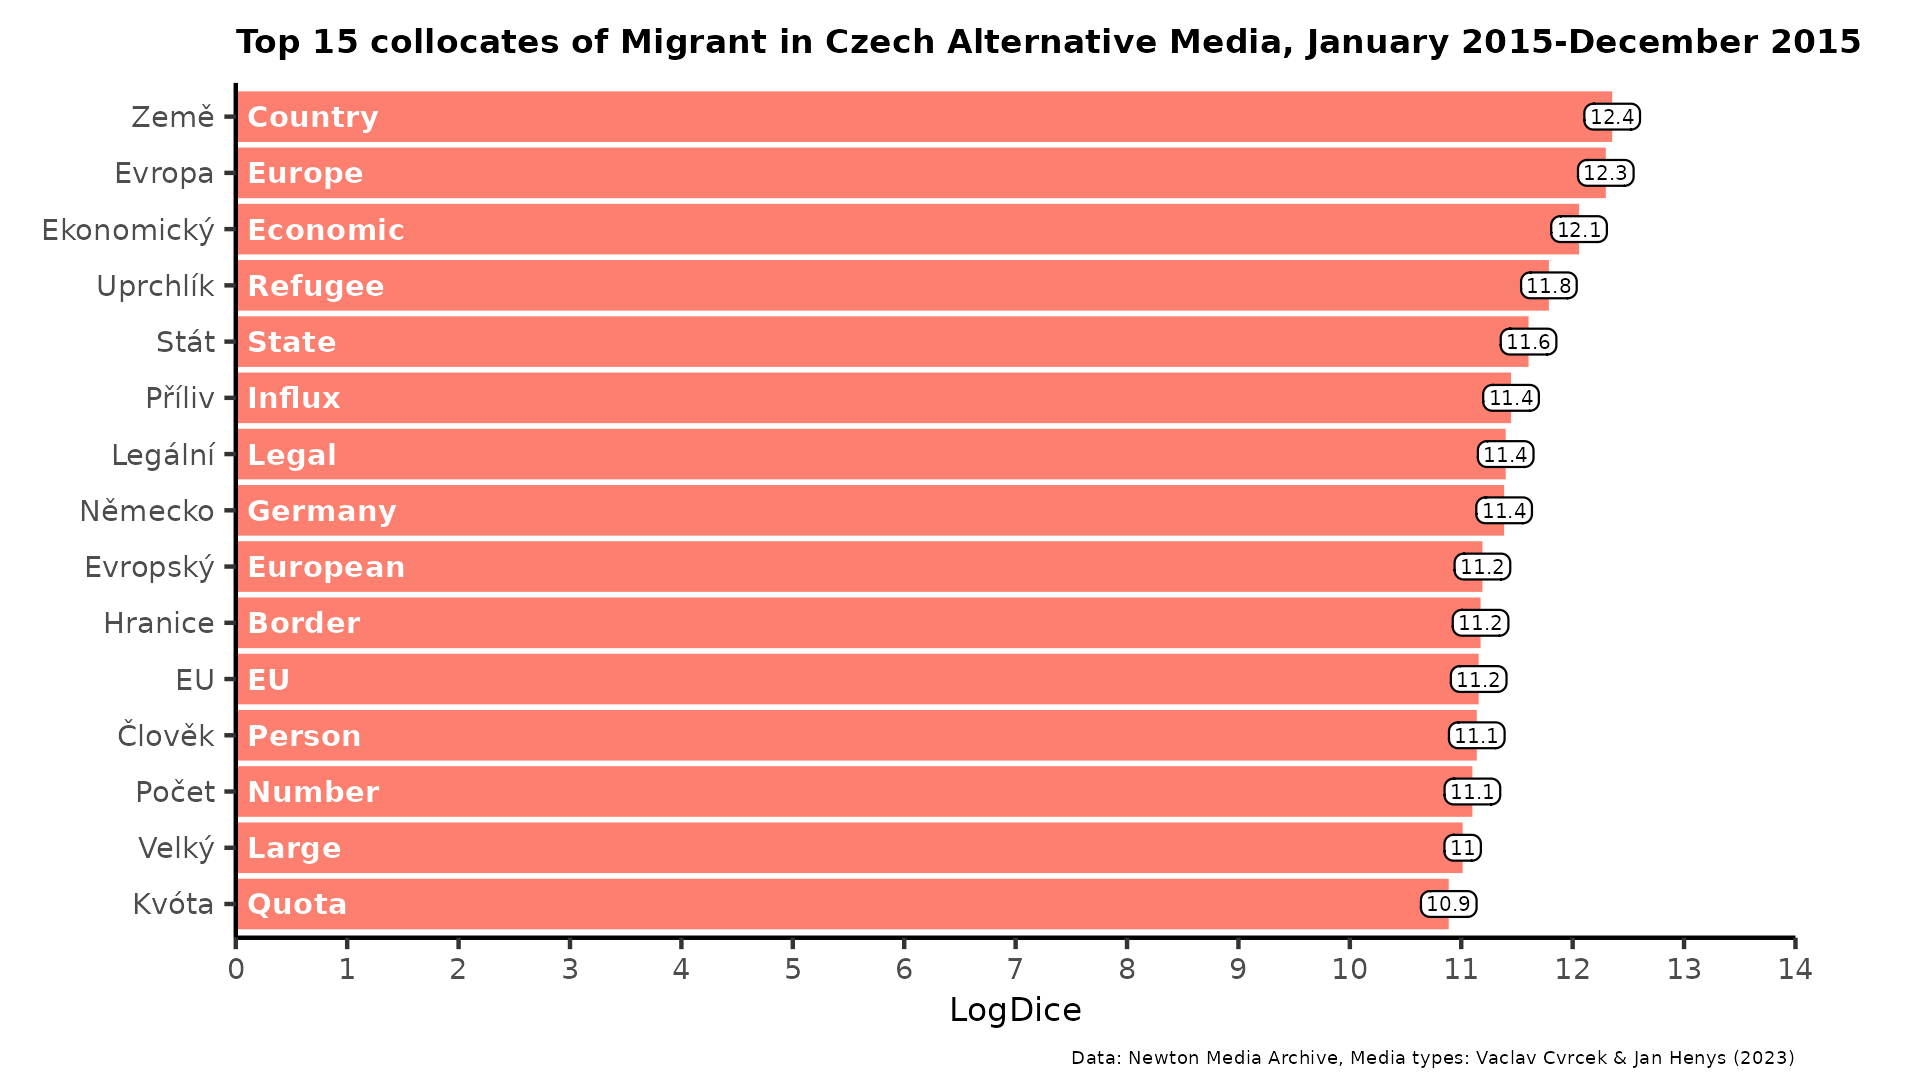 Top 15 collocates of Migrant in Czech Alternative Media, January 2015-December 2015
Země Country 12.4
Evropa Europe 12.3
Ekonomický Economic 12.1
Uprchlík Refugee 11.8
Stát State 11.6
Příliv Influx 11.4
Legální Legal 11.4
Německo Germany 11.4
Evropský European 11.2
Hranice Border 11.2
EU EU 11.2
Člověk Person 11.1
Počet Number 11.1
Velký Large 11
Kvóta Quota 10.9
0 1 2 3 4 5 6 7 8 9 10 11 12 13 14
LogDice
Data: Newton Media Archive, Media types: Vaclav Cvrcek & Jan Henys (2023)